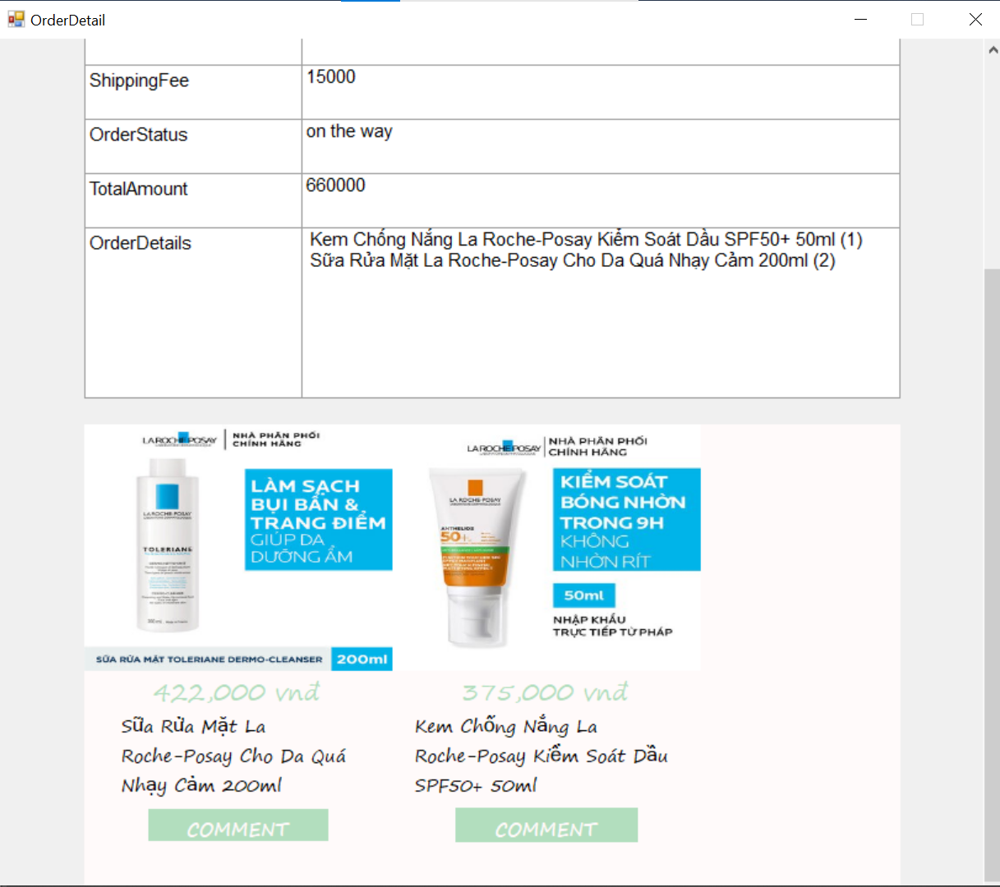 OrderDetail
ShippingFee 15000
OrderStatus on the way
TotalAmount 660000
OrderDetails Kem Chống Nắng La Roche-Posay Kiểm Soát Dầu SPF50+ 50ml (1)
Sữa Rửa Mặt La Roche-Posay Cho Da Quá Nhạy Cảm 200ml (2)
LA ROCHE-POSAY
NHÀ PHÂN PHỐI
CHÍNH HÃNG
LÀM SẠCH
BỤI BẨN &
TRANG ĐIỂM
GIÚP DA
DƯỠNG ẨM
LA ROCHE-POSAY
TOLERIANE
SỮA RỬA MẶT TOLERIANE DERMO-CLEANSER 200ml
LA ROCHE-POSAY
NHÀ PHÂN PHỐI
CHÍNH HÃNG
KIỂM SOÁT
BÓNG NHỜN
TRONG 9H
KHÔNG
NHỜN RÍT
LA ROCHE-POSAY
ANTHELIOS
50+
50ml
NHẬP KHẨU
TRỰC TIẾP TỪ PHÁP
422,000 vnđ
Sữa Rửa Mặt La
Roche-Posay Cho Da Quá
Nhạy Cảm 200ml
COMMENT
375,000 vnđ
Kem Chống Nắng La
Roche-Posay Kiểm Soát Dầu
SPF50+ 50ml
COMMENT